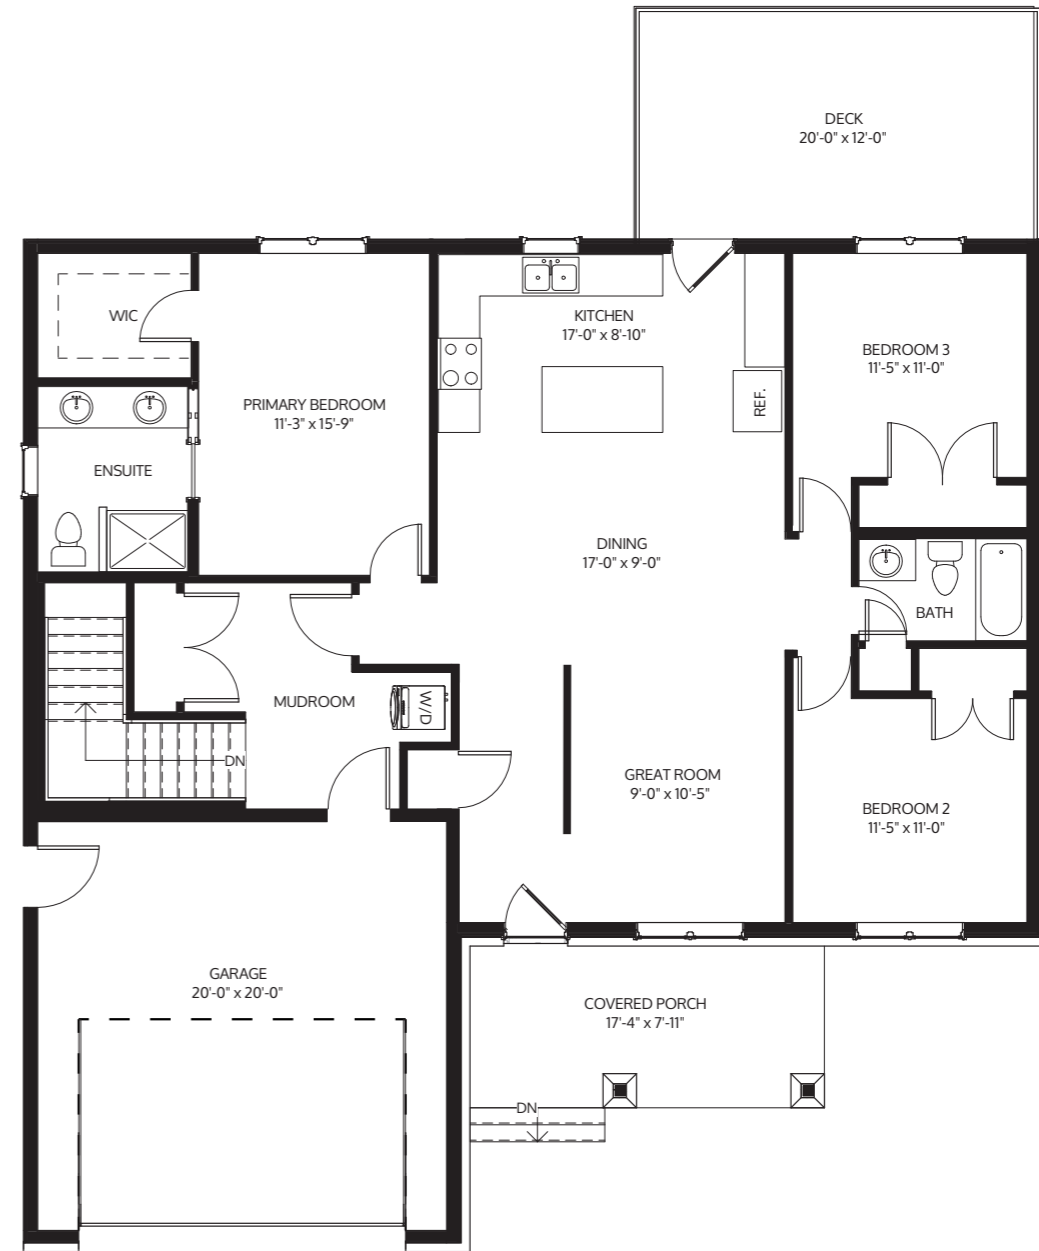 DECK
20'-0" x 12'-0"
WIC
KITCHEN
17'-0" x 8'-10"
BEDROOM 3
11'-5" x 11'-0"
PRIMARY BEDROOM
11'-3" x 15'-9"
REF.
ENSUITE
DINING
17'-0" x 9'-0"
BATH
MUDROOM
W/D
DN
GREAT ROOM
9'-0" x 10'-5"
BEDROOM 2
11'-5" x 11'-0"
GARAGE
20'-0" x 20'-0"
COVERED PORCH
17'-4" x 7'-11"
DN